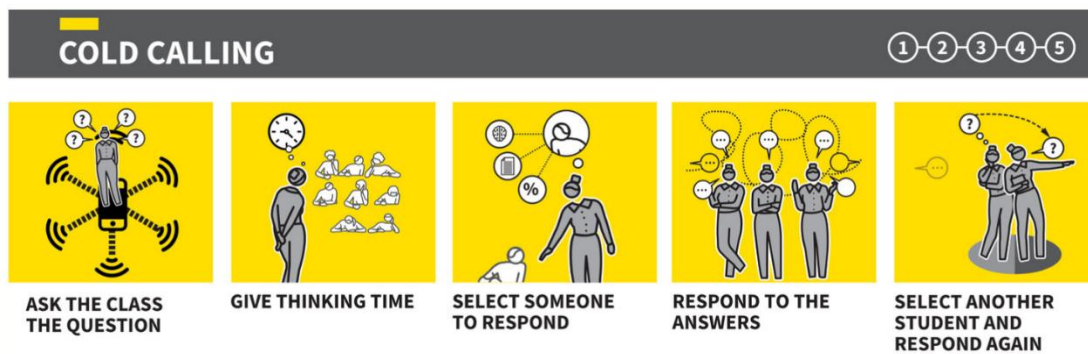 COLD CALLING
1 2 3 4 5
? ? ? ?
%
... ... ... ... ... ...
? ?
...
ASK THE CLASS
THE QUESTION
GIVE THINKING TIME
SELECT SOMEONE
TO RESPOND
RESPOND TO THE
ANSWERS
SELECT ANOTHER
STUDENT AND
RESPOND AGAIN